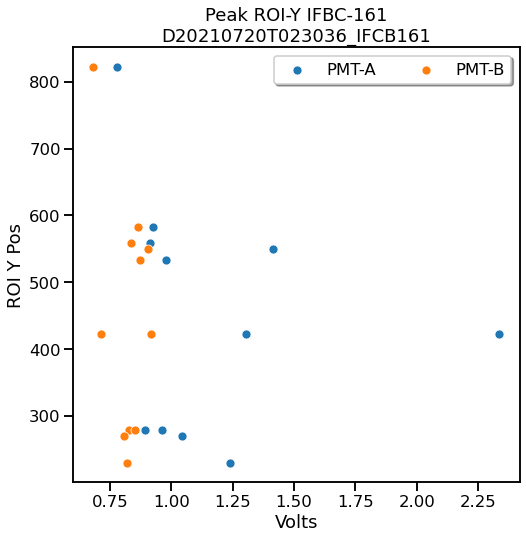 Peak ROI-Y IFBC-161
D20210720T023036_IFCB161
PMT-A PMT-B
800
700
600
500
400
300
ROI Y Pos
0.75 1.00 1.25 1.50 1.75 2.00 2.25
Volts